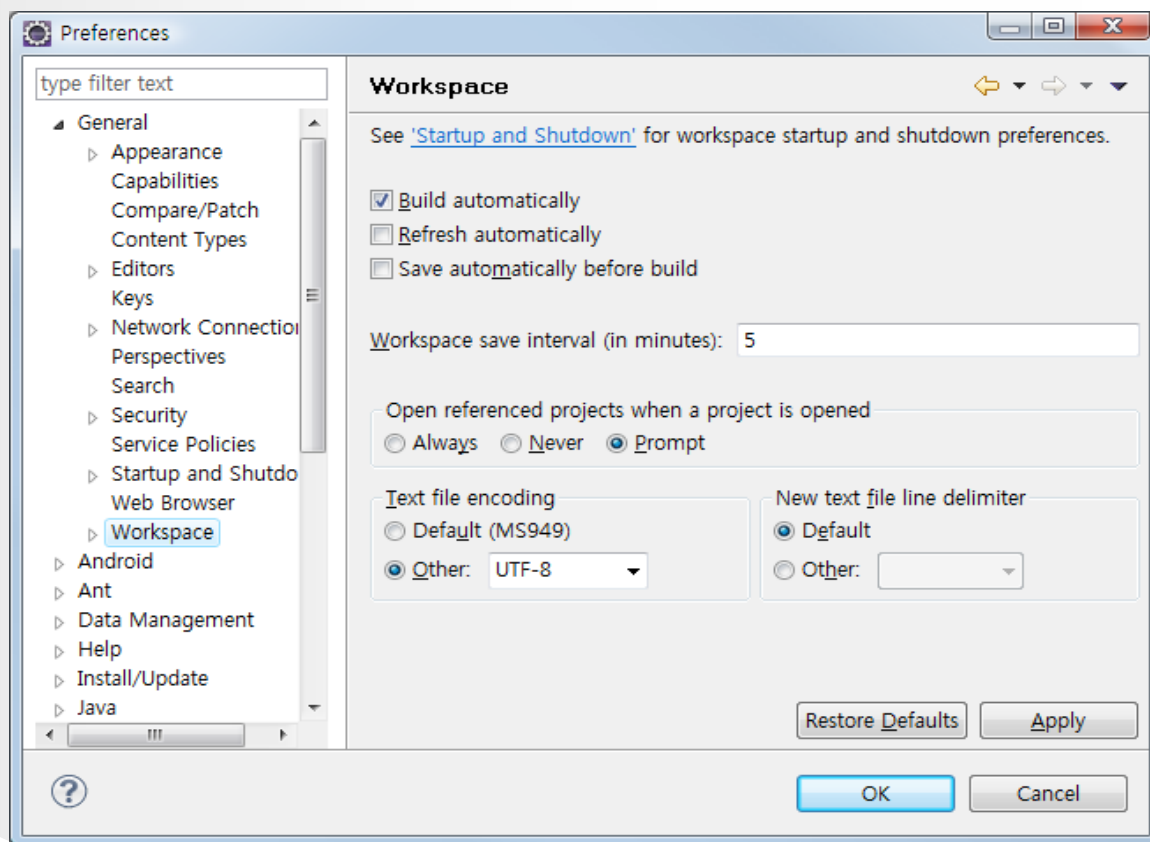 Preferences
type filter text
General
Appearance
Capabilities
Compare/Patch
Content Types
Editors
Keys
Network Connection
Perspectives
Search
Security
Service Policies
Startup and Shutdo
Web Browser
Workspace
Android
Ant
Data Management
Help
Install/Update
Java
Workspace
See 'Startup and Shutdown' for workspace startup and shutdown preferences.
Build automatically
Refresh automatically
Save automatically before build
Workspace save interval (in minutes): 5
Open referenced projects when a project is opened
Always Never Prompt
Text file encoding
Default (MS949)
Other: UTF-8
New text file line delimiter
Default
Other:
Restore Defaults Apply
OK Cancel